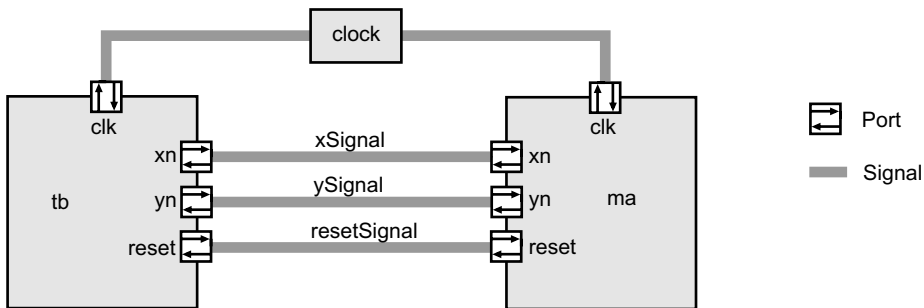 clock
clk
clk
xSignal
xn
xn
Port
ySignal
Signal
tb
yn
yn
ma
resetSignal
reset
reset